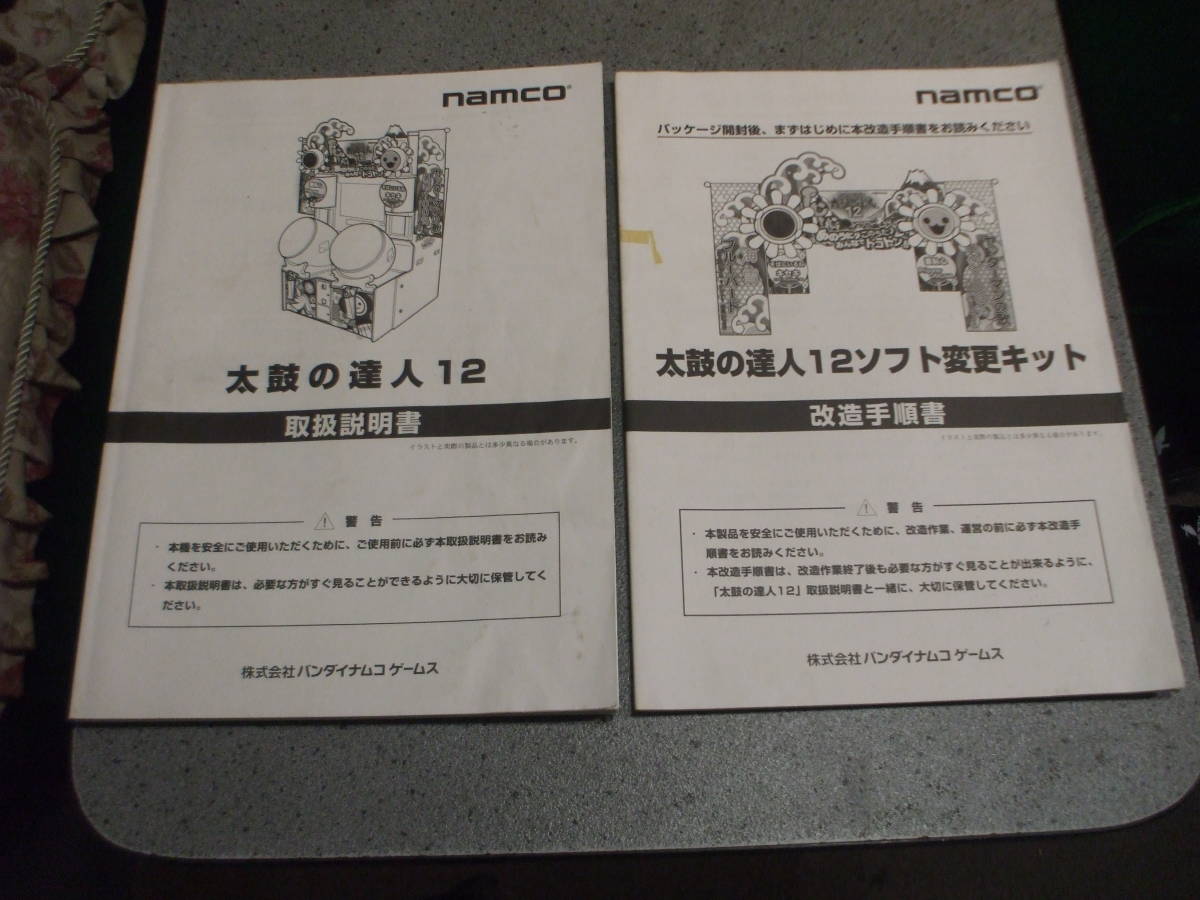 namco
太鼓の達人12
取扱説明書
イラストと実際の製品とは多少異なる場合があります。
警告
・本機を安全にご使用いただくために、ご使用前に必ず本取扱説明書をお読み
ください。
・本取扱説明書は、必要な方がすぐ見ることができるように大切に保管してく
ださい。
株式会社バンダイナムコゲームス
namco
パッケージ開封後、まずはじめに本改造手順書をお読みください
12
太鼓の達人12ソフト変更キット
改造手順書
イラストと実際の製品とは多少異なる場合があります。
警告
・本製品を安全にご使用いただくために、改造作業、運営の前に必ず本改造手
順書をお読みください。
・本改造手順書は、改造作業終了後も必要な方がすぐ見ることが出来るように、
「太鼓の達人12」取扱説明書と一緒に、大切に保管してください。
株式会社バンダイナムコゲームス